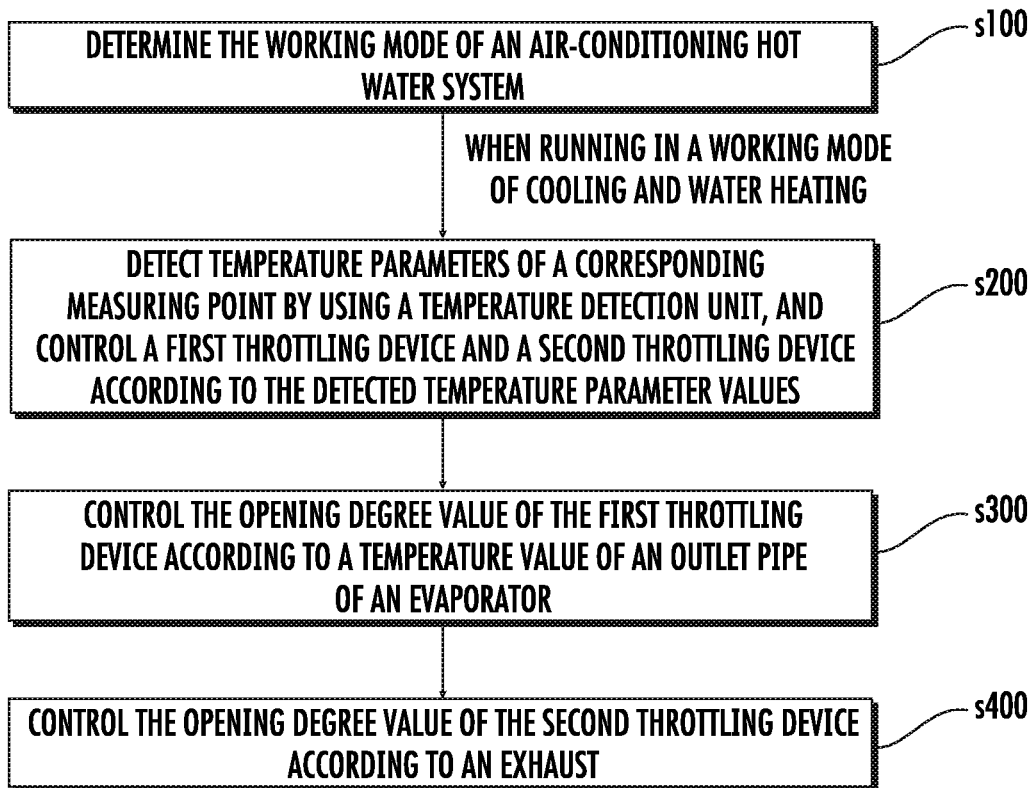 DETERMINE THE WORKING MODE OF AN AIR-CONDITIONING HOT
WATER SYSTEM
s100
WHEN RUNNING IN A WORKING MODE
OF COOLING AND WATER HEATING
DETECT TEMPERATURE PARAMETERS OF A CORRESPONDING
MEASURING POINT BY USING A TEMPERATURE DETECTION UNIT, AND
CONTROL A FIRST THROTTLING DEVICE AND A SECOND THROTTLING DEVICE
ACCORDING TO THE DETECTED TEMPERATURE PARAMETER VALUES
s200
CONTROL THE OPENING DEGREE VALUE OF THE FIRST THROTTLING
DEVICE ACCORDING TO A TEMPERATURE VALUE OF AN OUTLET PIPE
OF AN EVAPORATOR
s300
CONTROL THE OPENING DEGREE VALUE OF THE SECOND THROTTLING DEVICE
ACCORDING TO AN EXHAUST
s400